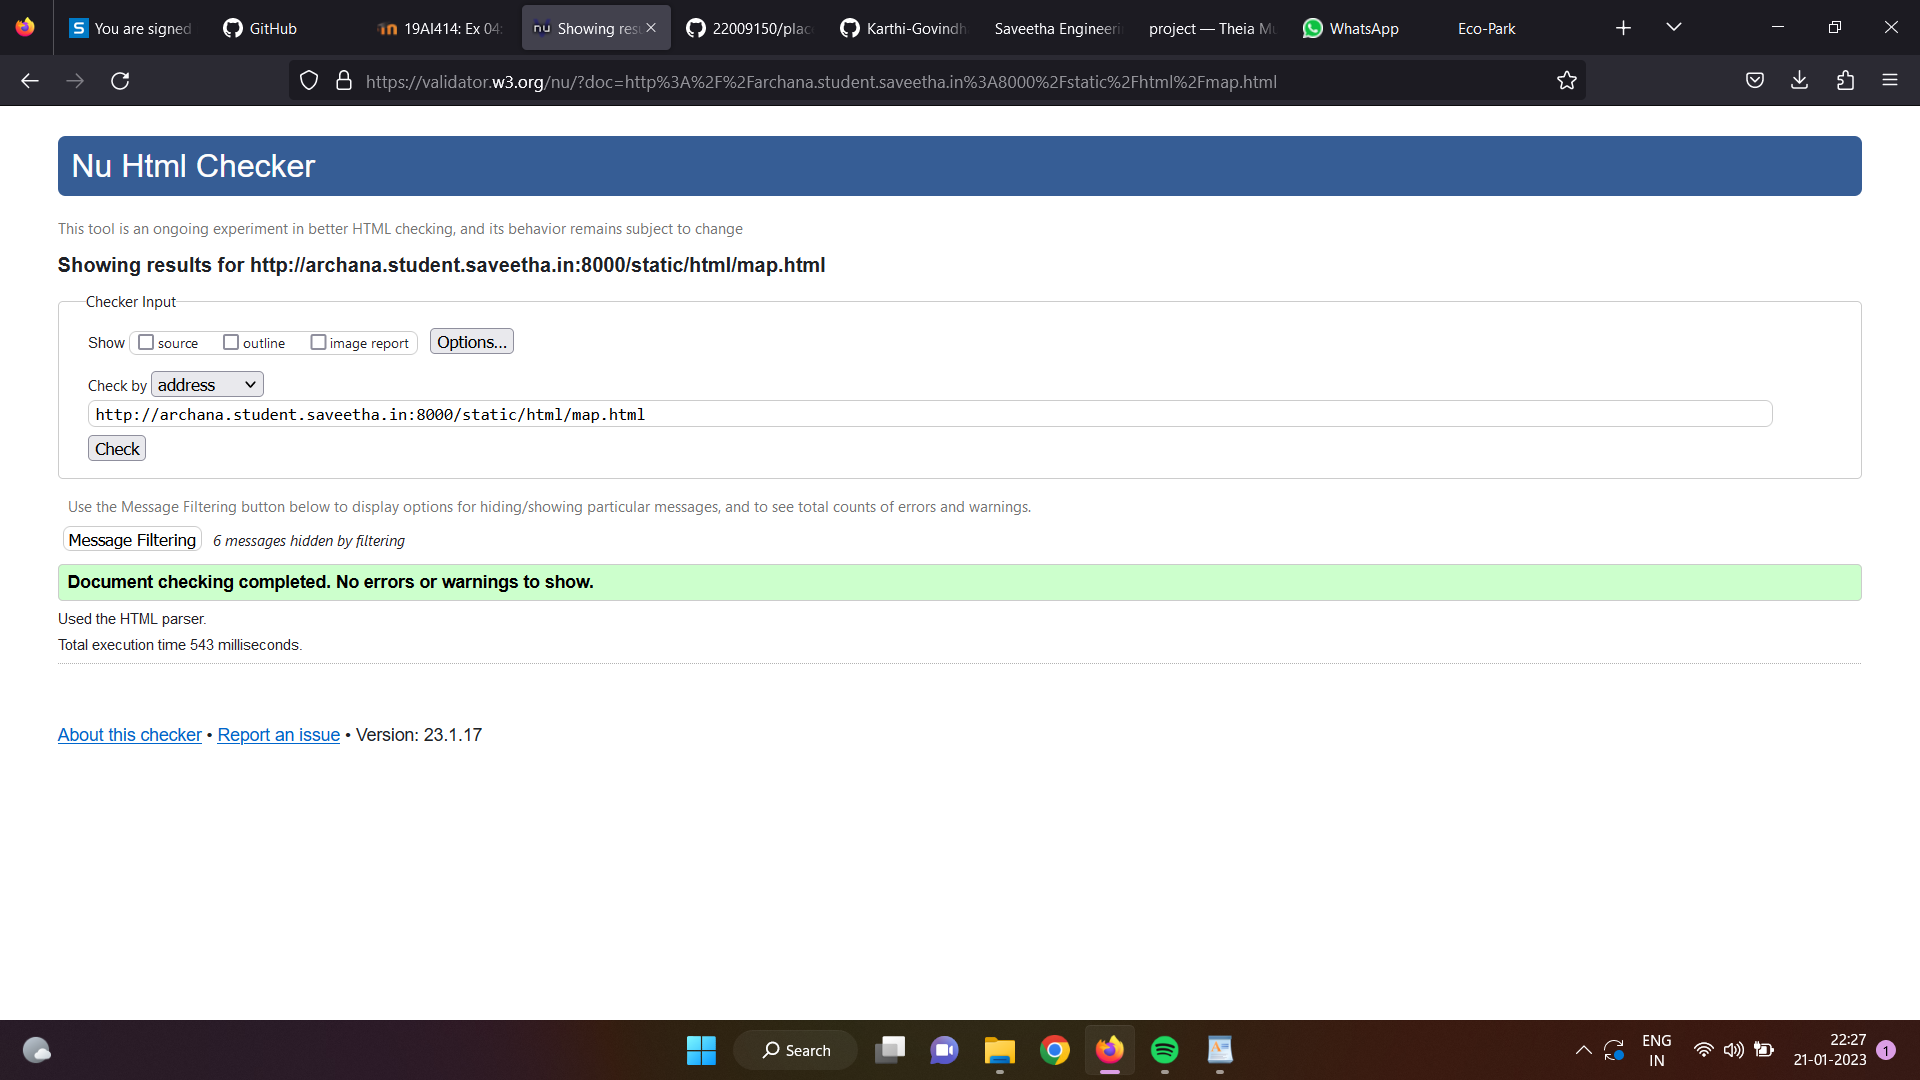 You are signed
GitHub
19AI414: Ex 04:
Showing resu
22009150/plac
Karthi-Govindh
Saveetha Engineeri
project — Theia Mu
WhatsApp
Eco-Park
https://validator.w3.org/nu/?doc=http%3A%2F%2Farchana.student.saveetha.in%3A8000%2Fstatic%2Fhtml%2Fmap.html
Nu Html Checker
This tool is an ongoing experiment in better HTML checking, and its behavior remains subject to change
Showing results for http://archana.student.saveetha.in:8000/static/html/map.html
Checker Input
Show source outline image report Options...
Check by address
http://archana.student.saveetha.in:8000/static/html/map.html
Check
Use the Message Filtering button below to display options for hiding/showing particular messages, and to see total counts of errors and warnings.
Message Filtering 6 messages hidden by filtering
Document checking completed. No errors or warnings to show.
Used the HTML parser.
Total execution time 543 milliseconds.
About this checker • Report an issue • Version: 23.1.17
Search
ENG
IN
22:27
21-01-2023
1